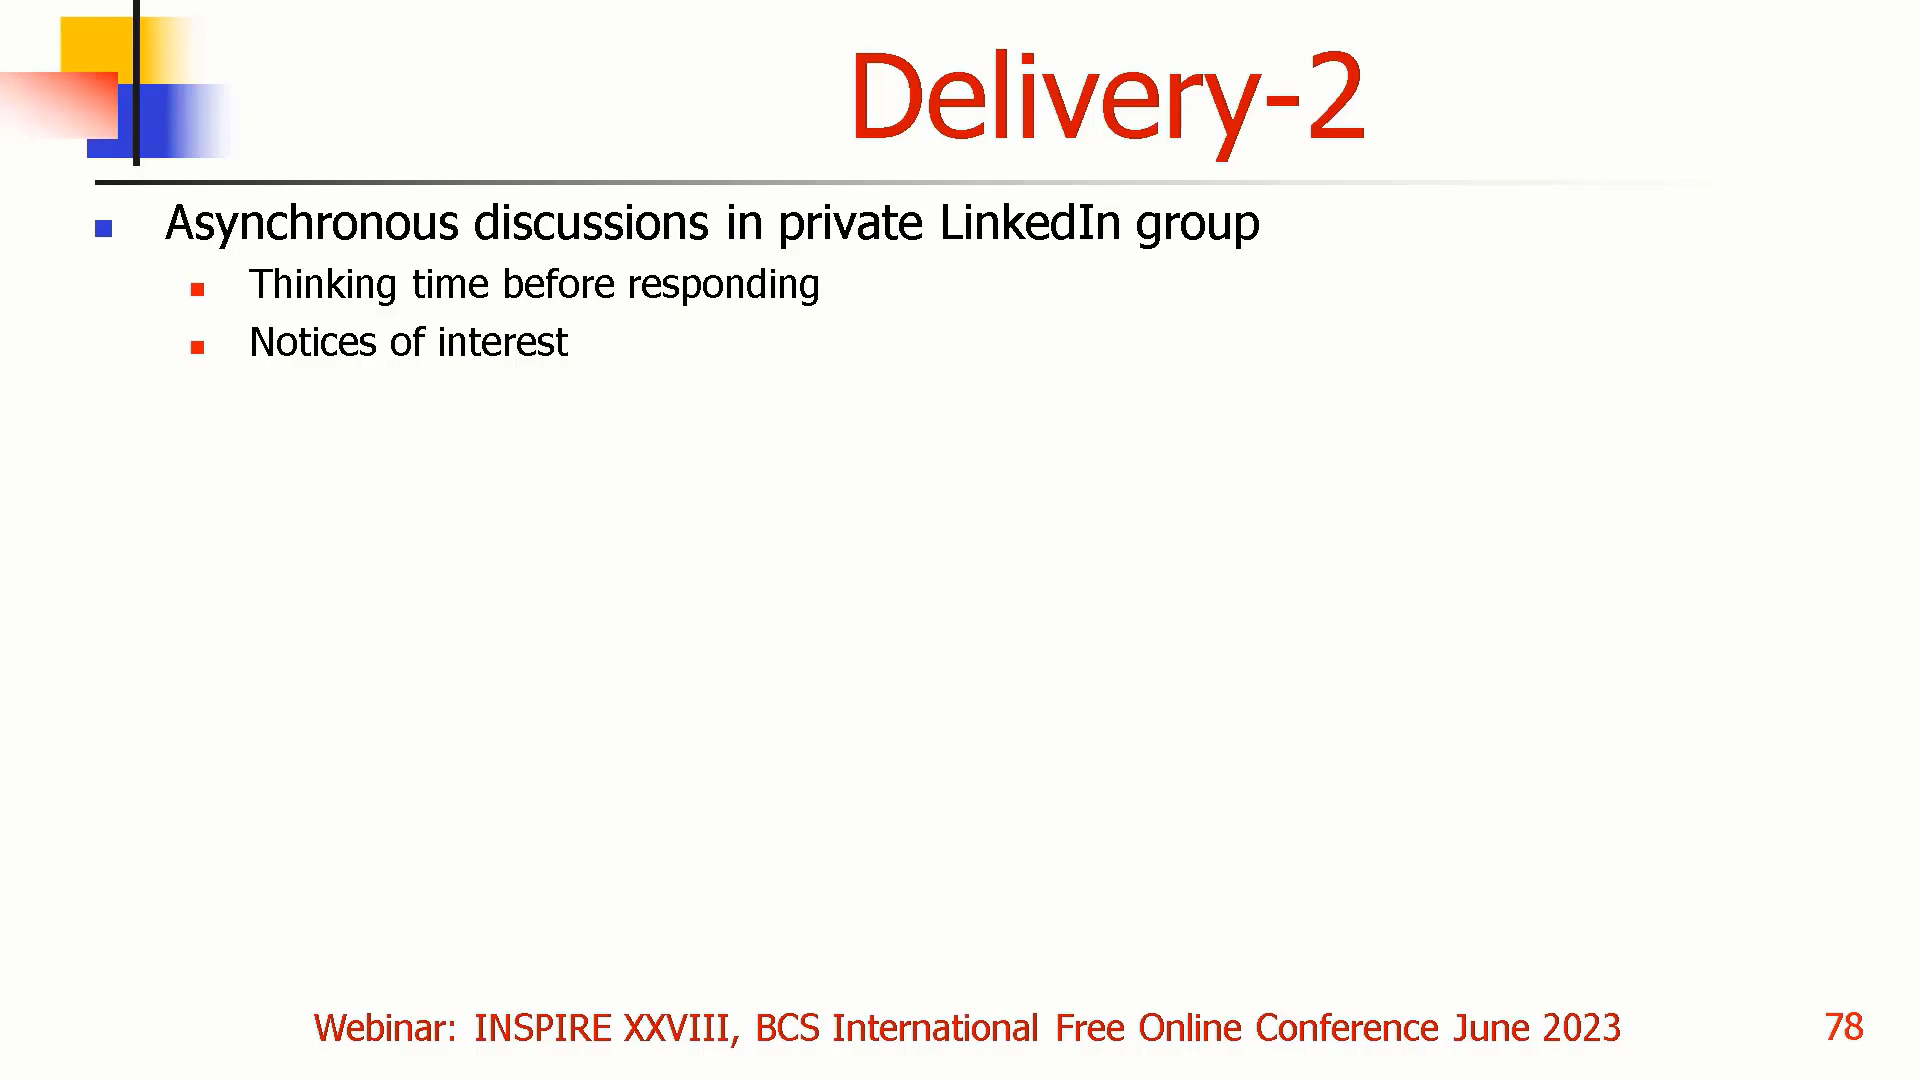 Delivery-2
Asynchronous discussions in private LinkedIn group
Thinking time before responding
Notices of interest
Webinar: INSPIRE XXVIII, BCS International Free Online Conference June 2023
78